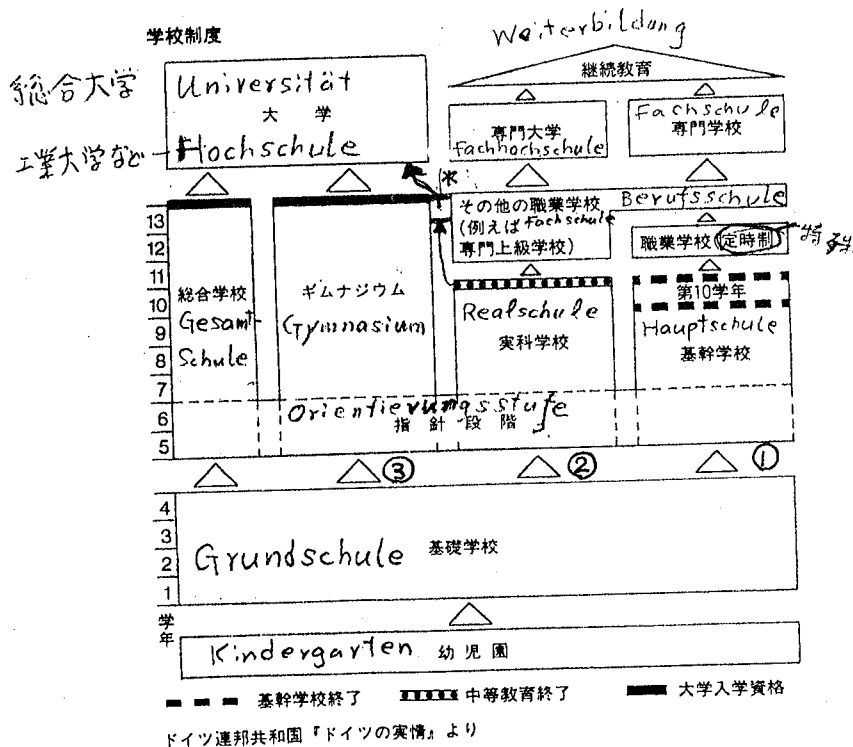 学校制度
Weiterbildung
継続教育
総合大学
Universität
大学
工業大学など
Hochschule
専門大学
Fachhochschule
Fachschule
専門学校
*
その他の職業学校
(例えば Fachschule
専門上級学校)
Berufsschule
職業学校(定時制
13
12
11
10
9
8
7
6
5
総合学校
Gesamt-
Schule
ギムナジウム
Gymnasium
Realschule
実科学校
第10学年
Hauptschule
基幹学校
Orientierungsstufe
指針段階
③
②
①
4
3
2
1
学年
Grundschule 基礎学校
Kindergarten 幼児園
基幹学校終了 中等教育終了 大学入学資格
ドイツ連邦共和国『ドイツの実情』より